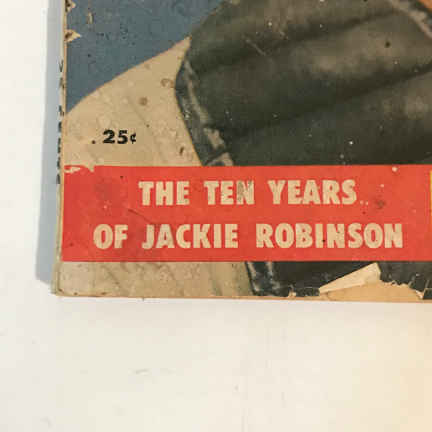 . 25¢
THE TEN YEARS
OF JACKIE ROBINSON